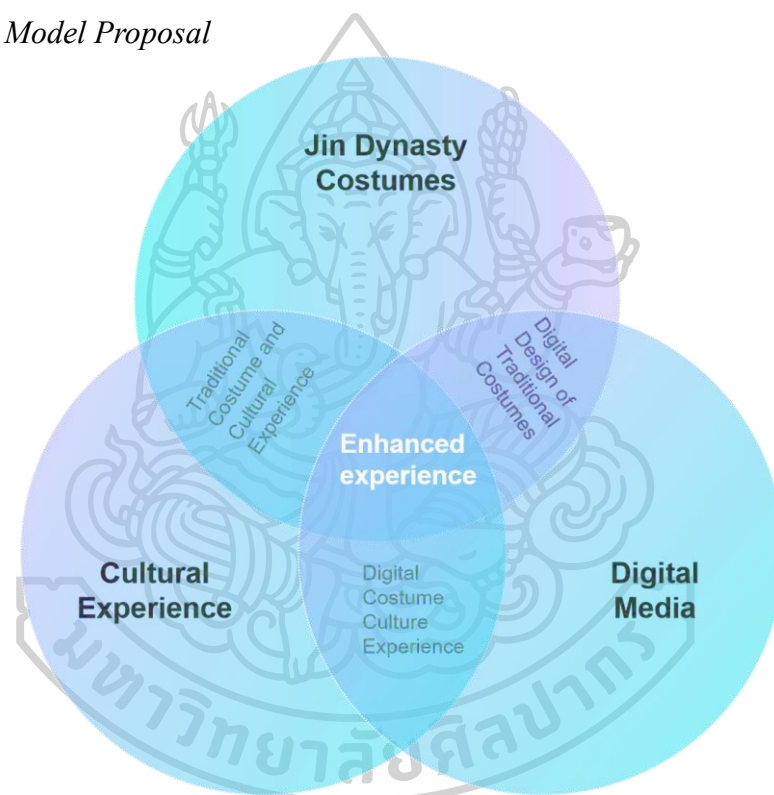 Model Proposal
Jin Dynasty
Costumes
Traditional
Costume and
Cultural
Experience
Digital
Design of
Traditional
Costumes
Enhanced
experience
Cultural
Experience
Digital
Costume
Culture
Experience
Digital
Media
มหาวิทยาลัยศิลปากร